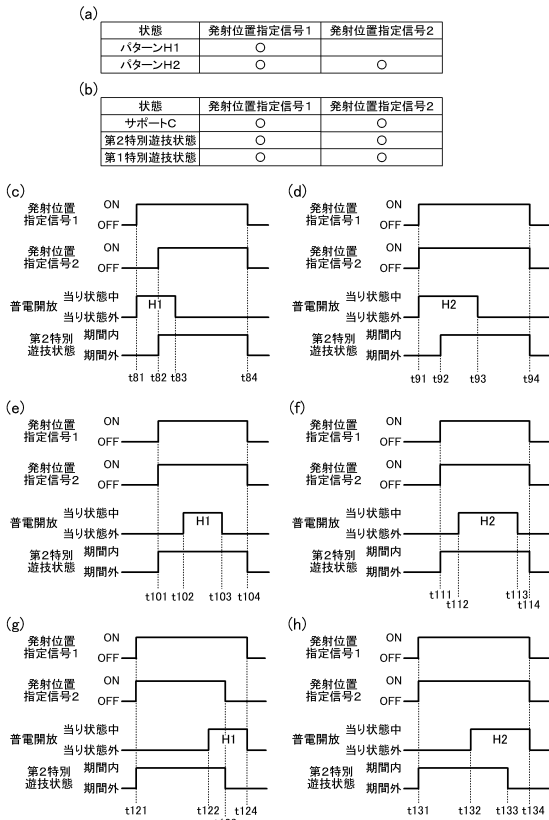 (a)
状態 発射位置指定信号1 発射位置指定信号2
パターンH1 ○
パターンH2 ○ ○
(b)
状態 発射位置指定信号1 発射位置指定信号2
サポートC ○ ○
第2特別遊技状態 ○ ○
第1特別遊技状態 ○ ○
(c)
発射位置 ON
指定信号1 OFF
発射位置 ON
指定信号2 OFF
普電開放 当り状態中 H1
当り状態外
第2特別 期間内
遊技状態 期間外
t81 t82 t83 t84
(d)
発射位置 ON
指定信号1 OFF
発射位置 ON
指定信号2 OFF
普電開放 当り状態中 H2
当り状態外
第2特別 期間内
遊技状態 期間外
t91 t92 t93 t94
(e)
発射位置 ON
指定信号1 OFF
発射位置 ON
指定信号2 OFF
普電開放 当り状態中 H1
当り状態外
第2特別 期間内
遊技状態 期間外
t101 t102 t103 t104
(f)
発射位置 ON
指定信号1 OFF
発射位置 ON
指定信号2 OFF
普電開放 当り状態中 H2
当り状態外
第2特別 期間内
遊技状態 期間外
t111 t113
t112 t114
(g)
発射位置 ON
指定信号1 OFF
発射位置 ON
指定信号2 OFF
普電開放 当り状態中
当り状態外 H1
第2特別 期間内
遊技状態 期間外
t121 t122 t124
(h)
発射位置 ON
指定信号1 OFF
発射位置 ON
指定信号2 OFF
普電開放 当り状態中
当り状態外 H2
第2特別 期間内
遊技状態 期間外
t131 t132 t133 t134